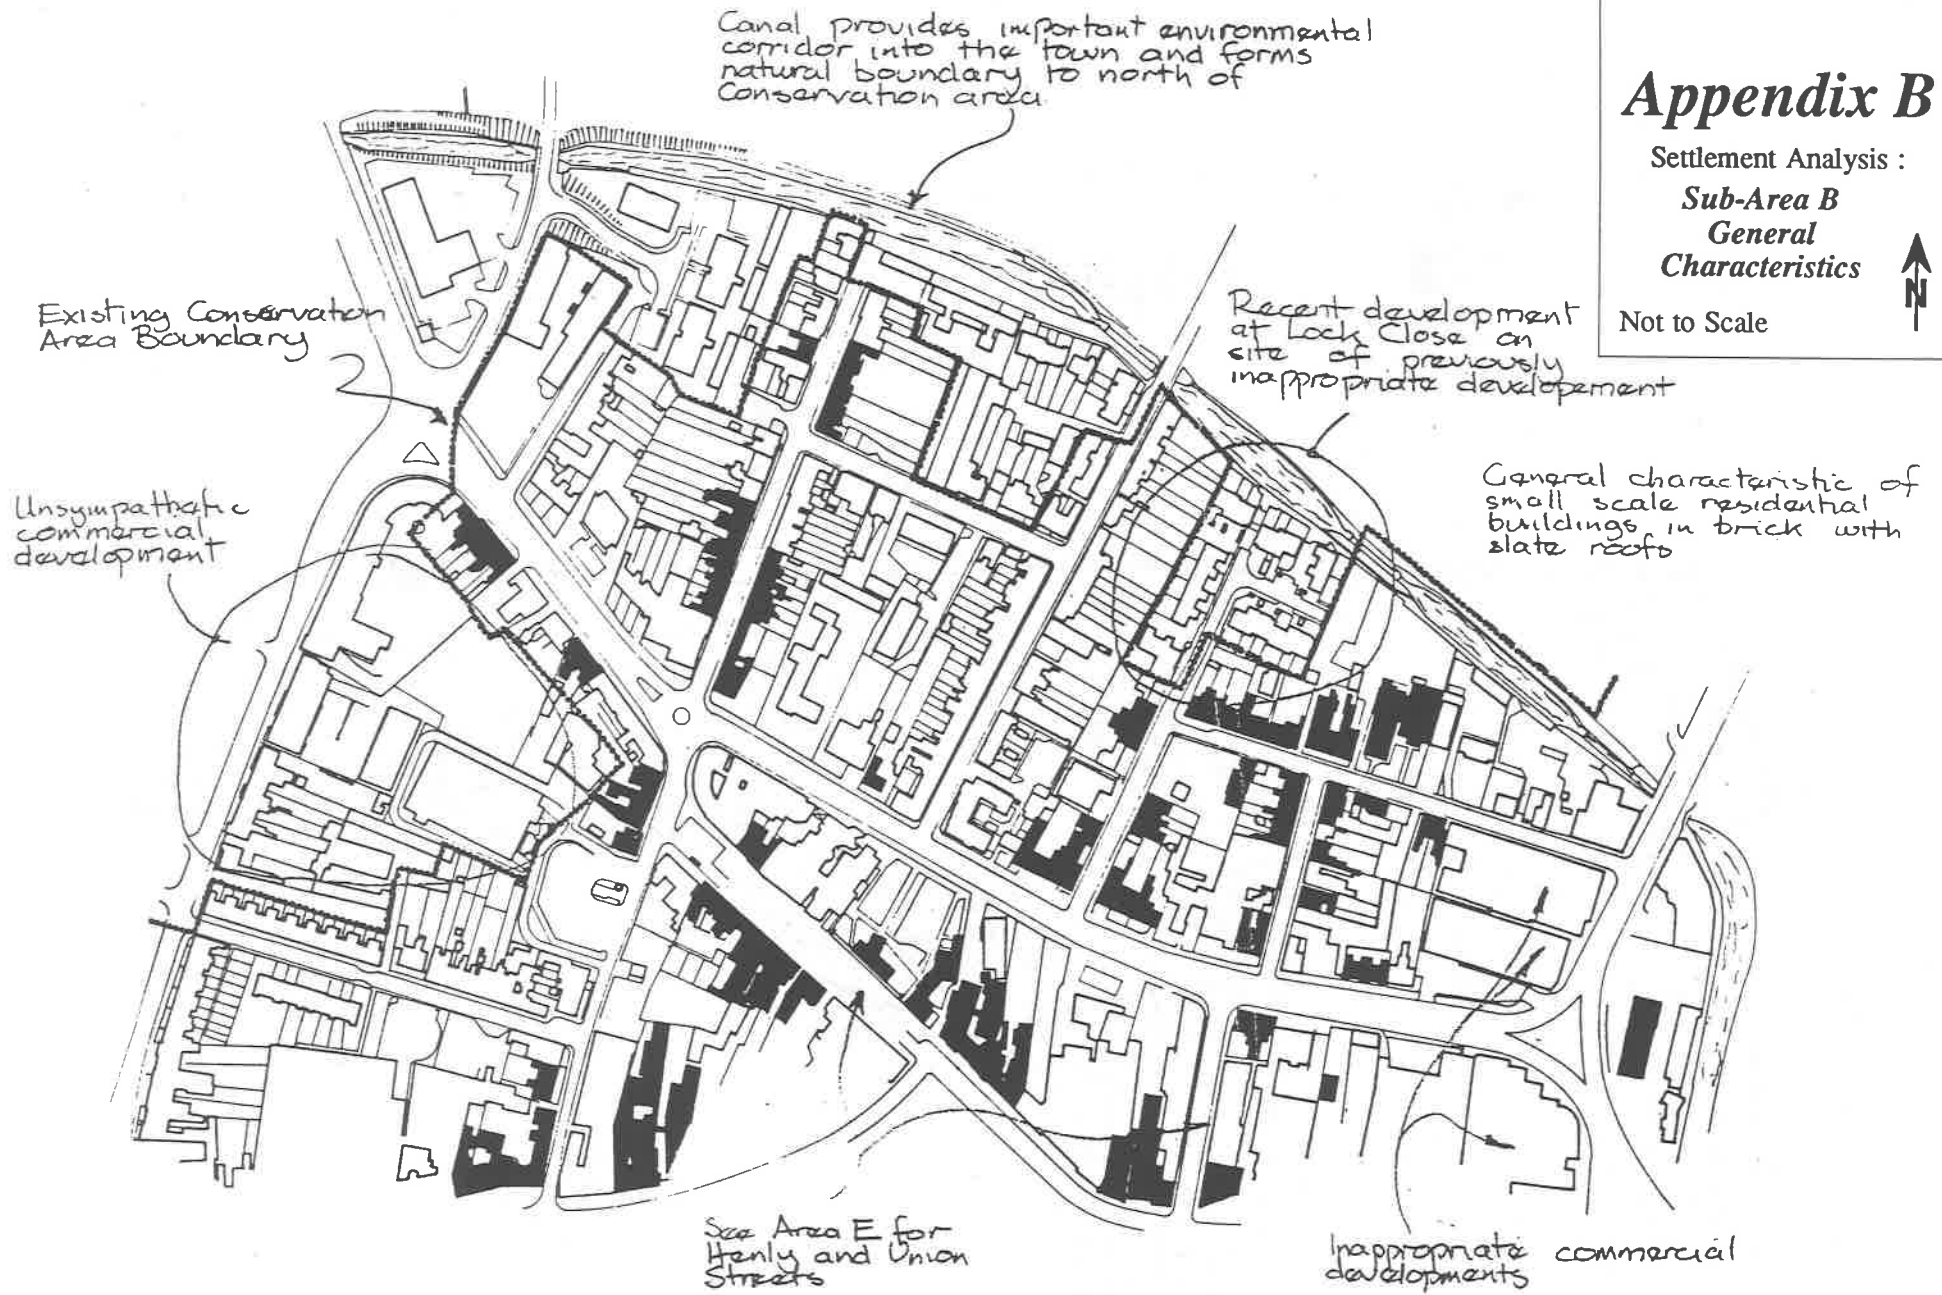 Canal provides important environmental
corridor into the town and forms
natural boundary to north of
Conservation area.
Appendix B
Settlement Analysis :
Sub-Area B
General
Characteristics
N
Not to Scale
Existing Conservation
Area Boundary
Recent development
at Lock Close on
site of previously
inappropriate developement
General characteristic of
small scale residential
buildings in brick with
slate roofs
Unsympathetic
commercial
development
See Area E for
Henly and Union
Streets
Inappropriate commercial
developments